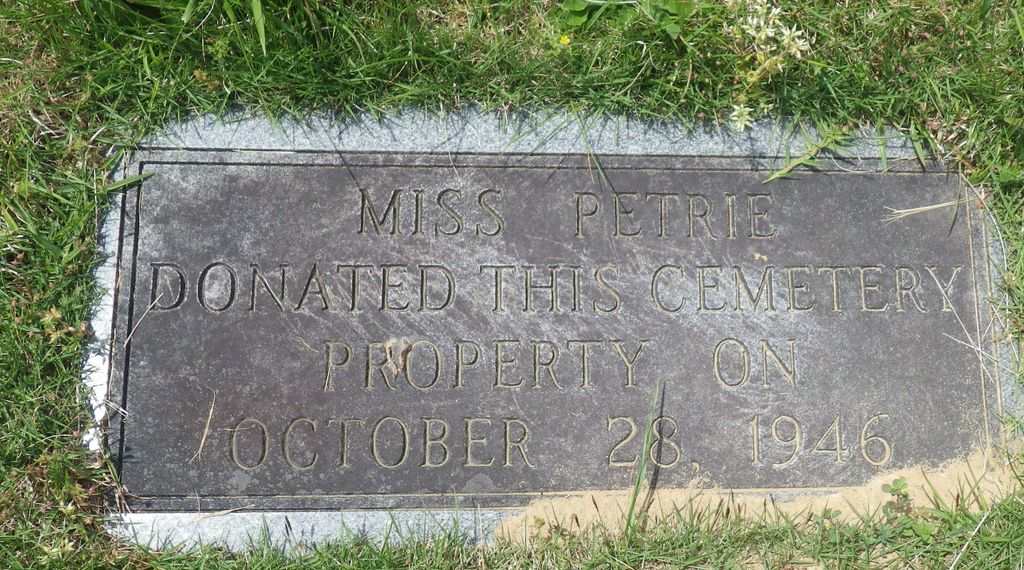 MISS PETRIE
DONATED THIS CEMETERY
PROPERTY ON
OCTOBER 28, 1946